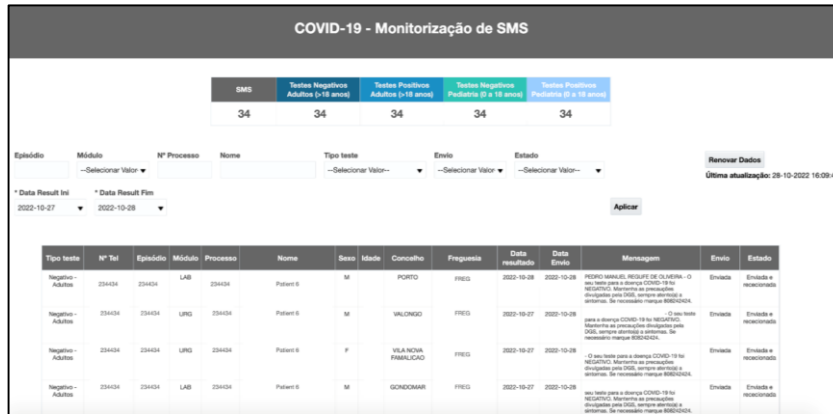 COVID-19 - Monitorização de SMS
SMS Testes Negativos Adultos (>18 anos) Testes Positivos Adultos (>18 anos) Testes Negativos Pediatria (0 a 18 anos) Testes Positivos Pediatria (0 a 18 anos)
34 34 34 34 34
Episódio Módulo Nº Processo Nome Tipo teste Envio Estado
--Selecionar Valor-- --Selecionar Valor-- --Selecionar Valor-- --Selecionar Valor--
Renovar Dados
Última atualização: 28-10-2022 16:09:4
* Data Result Ini * Data Result Fim
2022-10-27 2022-10-28
Aplicar
Tipo teste Nº Tel Episódio Módulo Processo Nome Sexo Idade Concelho Freguesia Data resultado Data Envio Mensagem Envio Estado
Negativo - Adultos 234434 234434 LAB 234434 Patient 6 M PORTO FREG 2022-10-28 2022-10-28 PEDRO MANUEL REGUFE DE OLIVEIRA - O seu teste para a doença COVID-19 foi NEGATIVO. Mantenha as precauções divulgadas pela DGS, sempre atento(a) a sintomas. Se necessário marque 808242424. Enviada Enviada e rececionada
Negativo - Adultos 234434 234434 URG 234434 Patient 6 M VALONGO FREG 2022-10-27 2022-10-28 - O seu teste para a doença COVID-19 foi NEGATIVO. Mantenha as precauções divulgadas pela DGS, sempre atento(a) a sintomas. Se necessário marque 808242424. Enviada Enviada e rececionada
Negativo - Adultos 234434 234434 URG 234434 Patient 6 F VILA NOVA FAMALICAO FREG 2022-10-27 2022-10-28 - O seu teste para a doença COVID-19 foi NEGATIVO. Mantenha as precauções divulgadas pela DGS, sempre atento(a) a sintomas. Se necessário marque 808242424. Enviada Enviada e rececionada
Negativo - Adultos 234434 234434 LAB 234434 Patient 6 M GONDOMAR FREG 2022-10-27 2022-10-28 seu teste para a doença COVID-19 foi NEGATIVO. Mantenha as precauções divulgadas pela DGS, sempre atento(a) a sintomas. Se necessário marque 808242424. Enviada Enviada e rececionada